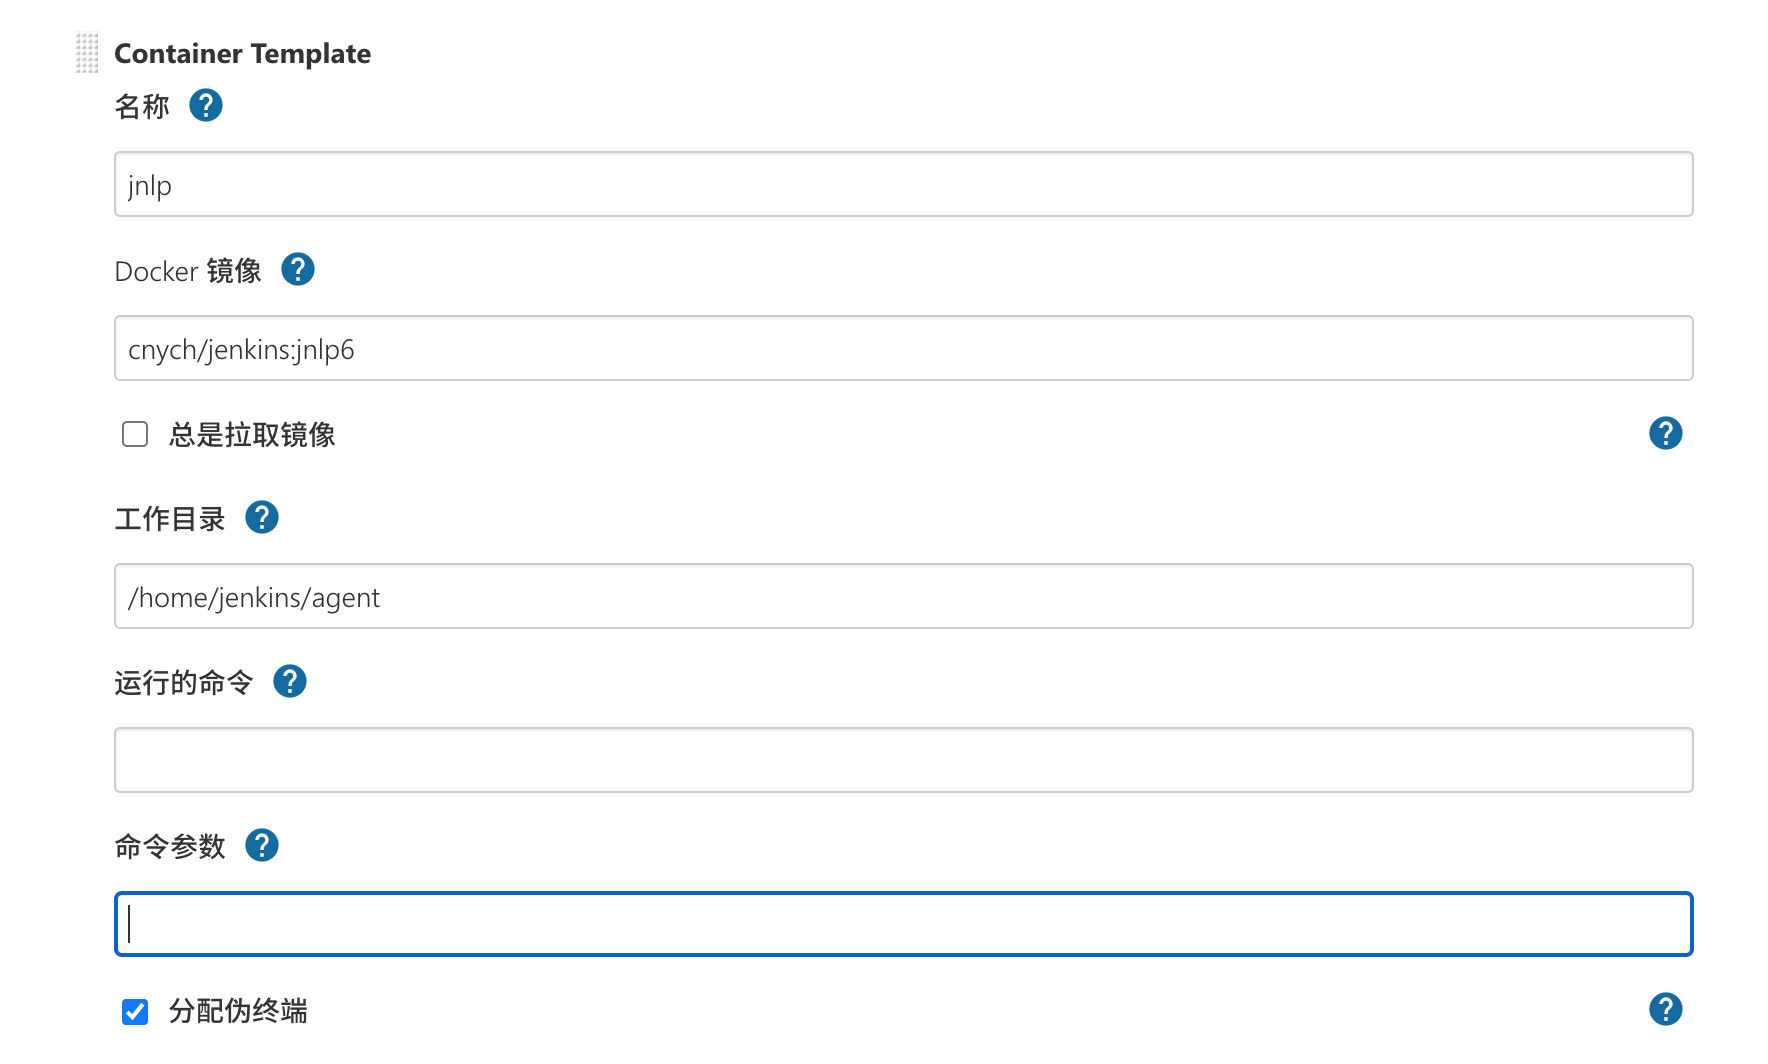 Container Template
名称
jnlp
Docker 镜像
cnych/jenkins:jnlp6
总是拉取镜像
工作目录
/home/jenkins/agent
运行的命令
命令参数
分配伪终端